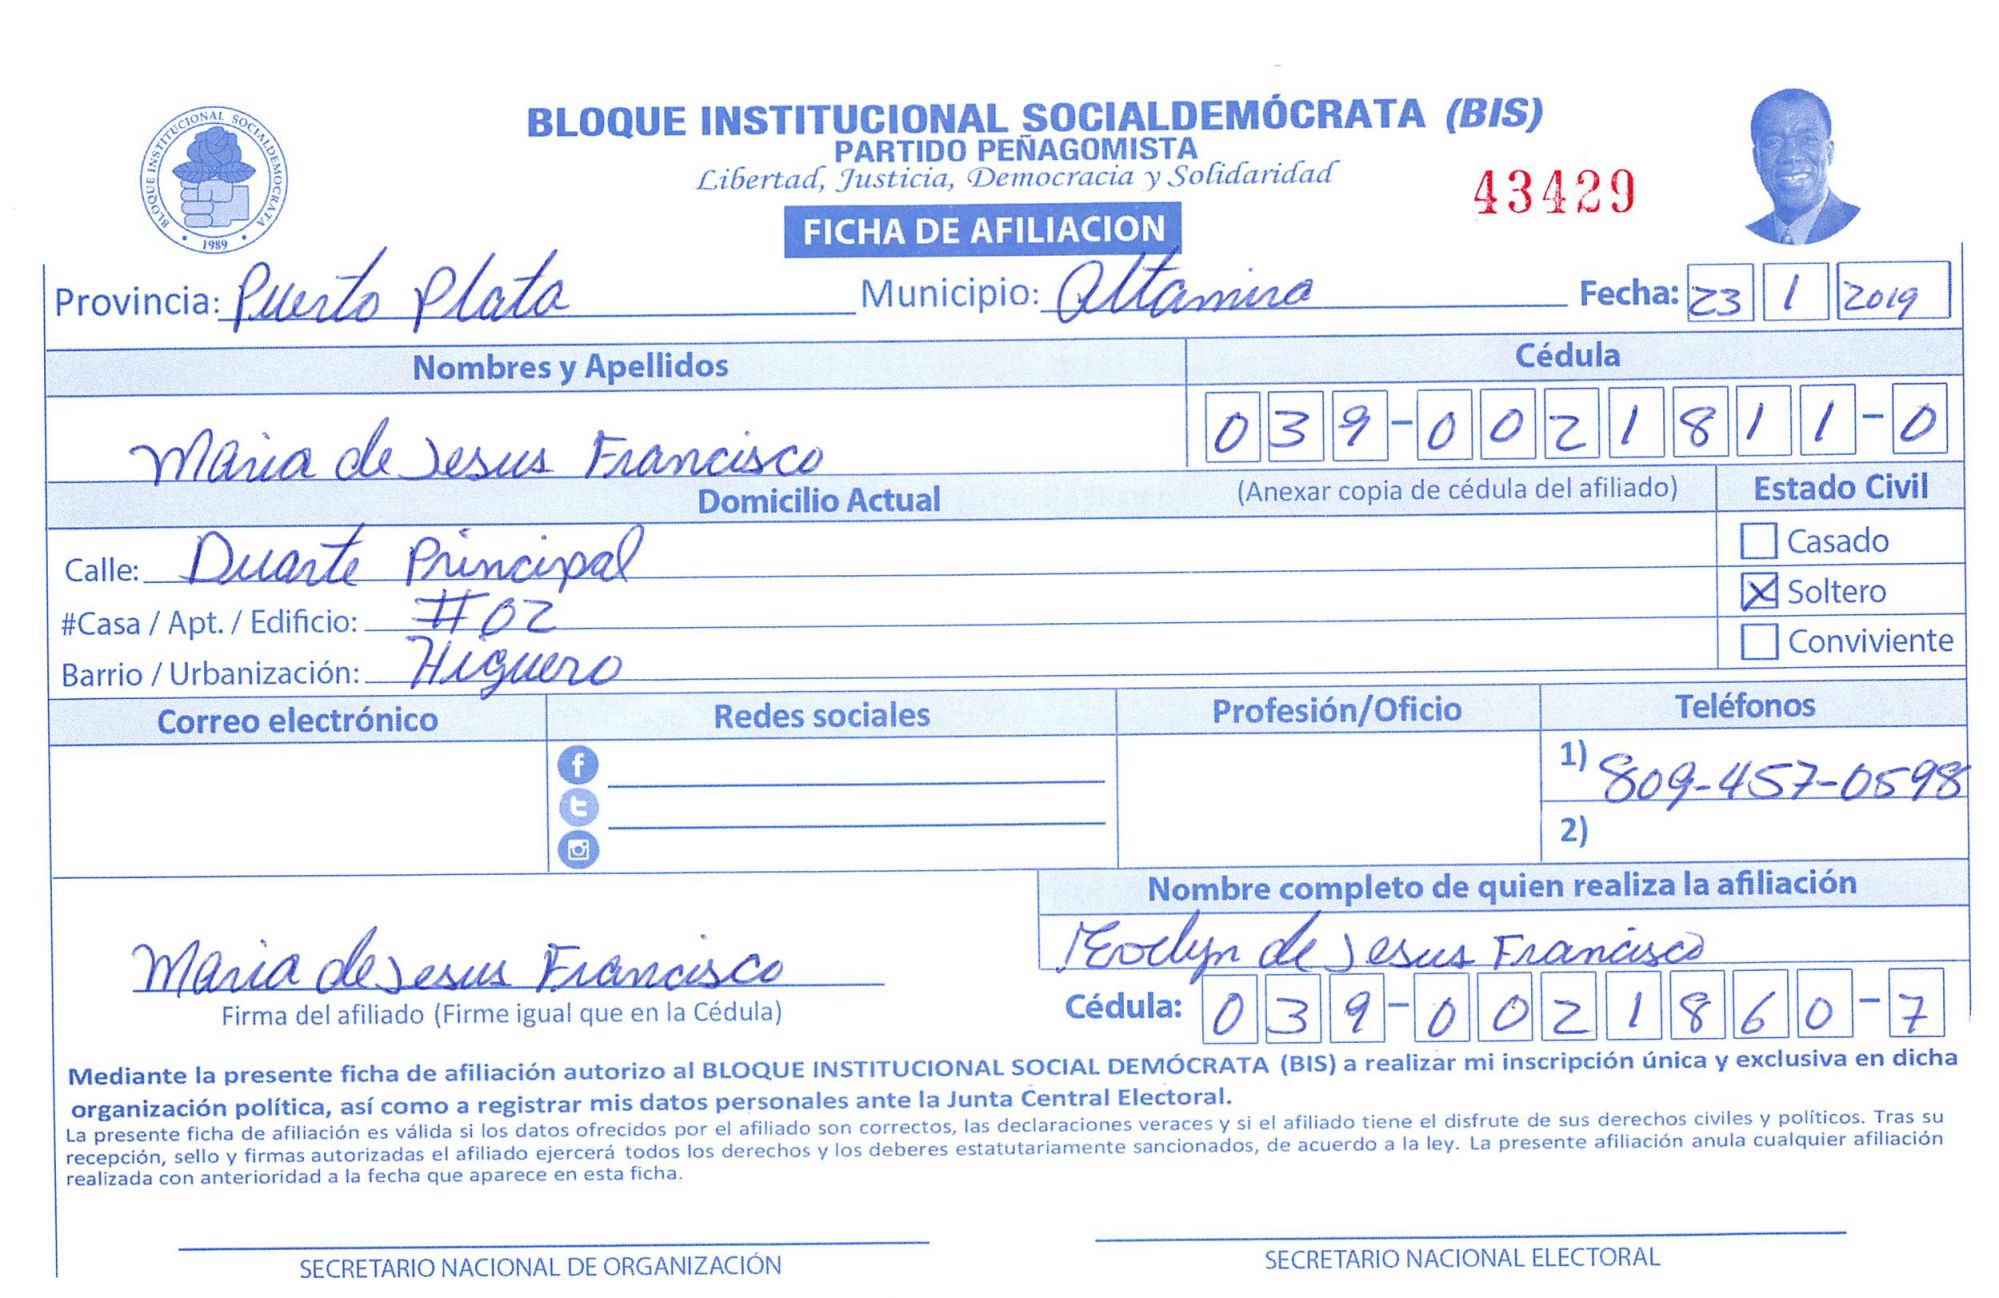 BLOQUE INSTITUCIONAL SOCIALDEMOCRATA
1989
BLOQUE INSTITUCIONAL SOCIALDEMÓCRATA (BIS)
PARTIDO PEÑAGOMISTA
Libertad, Justicia, Democracia y Solidaridad
43429
FICHA DE AFILIACION
Provincia: Puerto Plata Municipio: Altamira Fecha: 23 1 2019
Nombres y Apellidos Cédula
Maria de Jesus Francisco 039-0021811-0
Domicilio Actual (Anexar copia de cédula del afiliado) Estado Civil
Calle: Duarte Principal Casado
#Casa / Apt. / Edificio: #02 X Soltero
Barrio / Urbanización: Higuero Conviviente
Correo electrónico Redes sociales Profesión/Oficio Teléfonos
1) 809-457-0598
2)
Nombre completo de quien realiza la afiliación
Maria de Jesus Francisco Evelyn de Jesus Francisco
Firma del afiliado (Firme igual que en la Cédula) Cédula: 039-0021860-7
Mediante la presente ficha de afiliación autorizo al BLOQUE INSTITUCIONAL SOCIAL DEMÓCRATA (BIS) a realizar mi inscripción única y exclusiva en dicha
organización política, así como a registrar mis datos personales ante la Junta Central Electoral.
La presente ficha de afiliación es válida si los datos ofrecidos por el afiliado son correctos, las declaraciones veraces y si el afiliado tiene el disfrute de sus derechos civiles y políticos. Tras su
recepción, sello y firmas autorizadas el afiliado ejercerá todos los derechos y los deberes estatutariamente sancionados, de acuerdo a la ley. La presente afiliación anula cualquier afiliación
realizada con anterioridad a la fecha que aparece en esta ficha.
SECRETARIO NACIONAL DE ORGANIZACIÓN SECRETARIO NACIONAL ELECTORAL